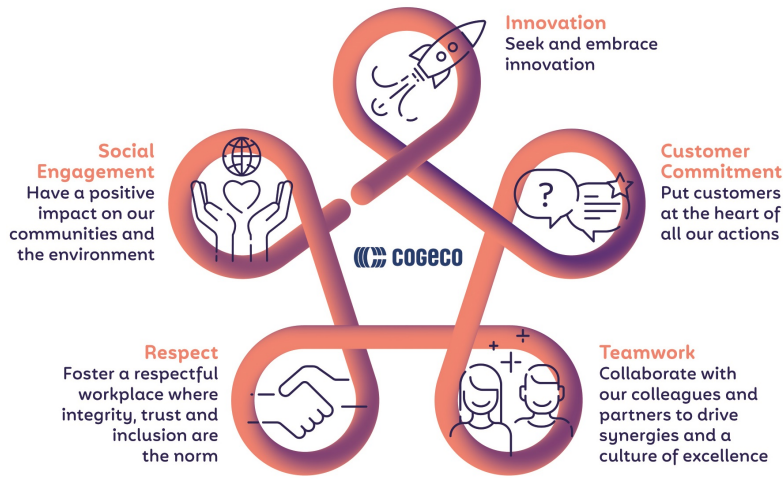 Innovation
Seek and embrace
innovation
Social
Engagement
Have a positive
impact on our
communities and
the environment
?
Customer
Commitment
Put customers
at the heart of
all our actions
cogeco
Respect
Foster a respectful
workplace where
integrity, trust and
inclusion are
the norm
Teamwork
Collaborate with
our colleagues and
partners to drive
synergies and a
culture of excellence